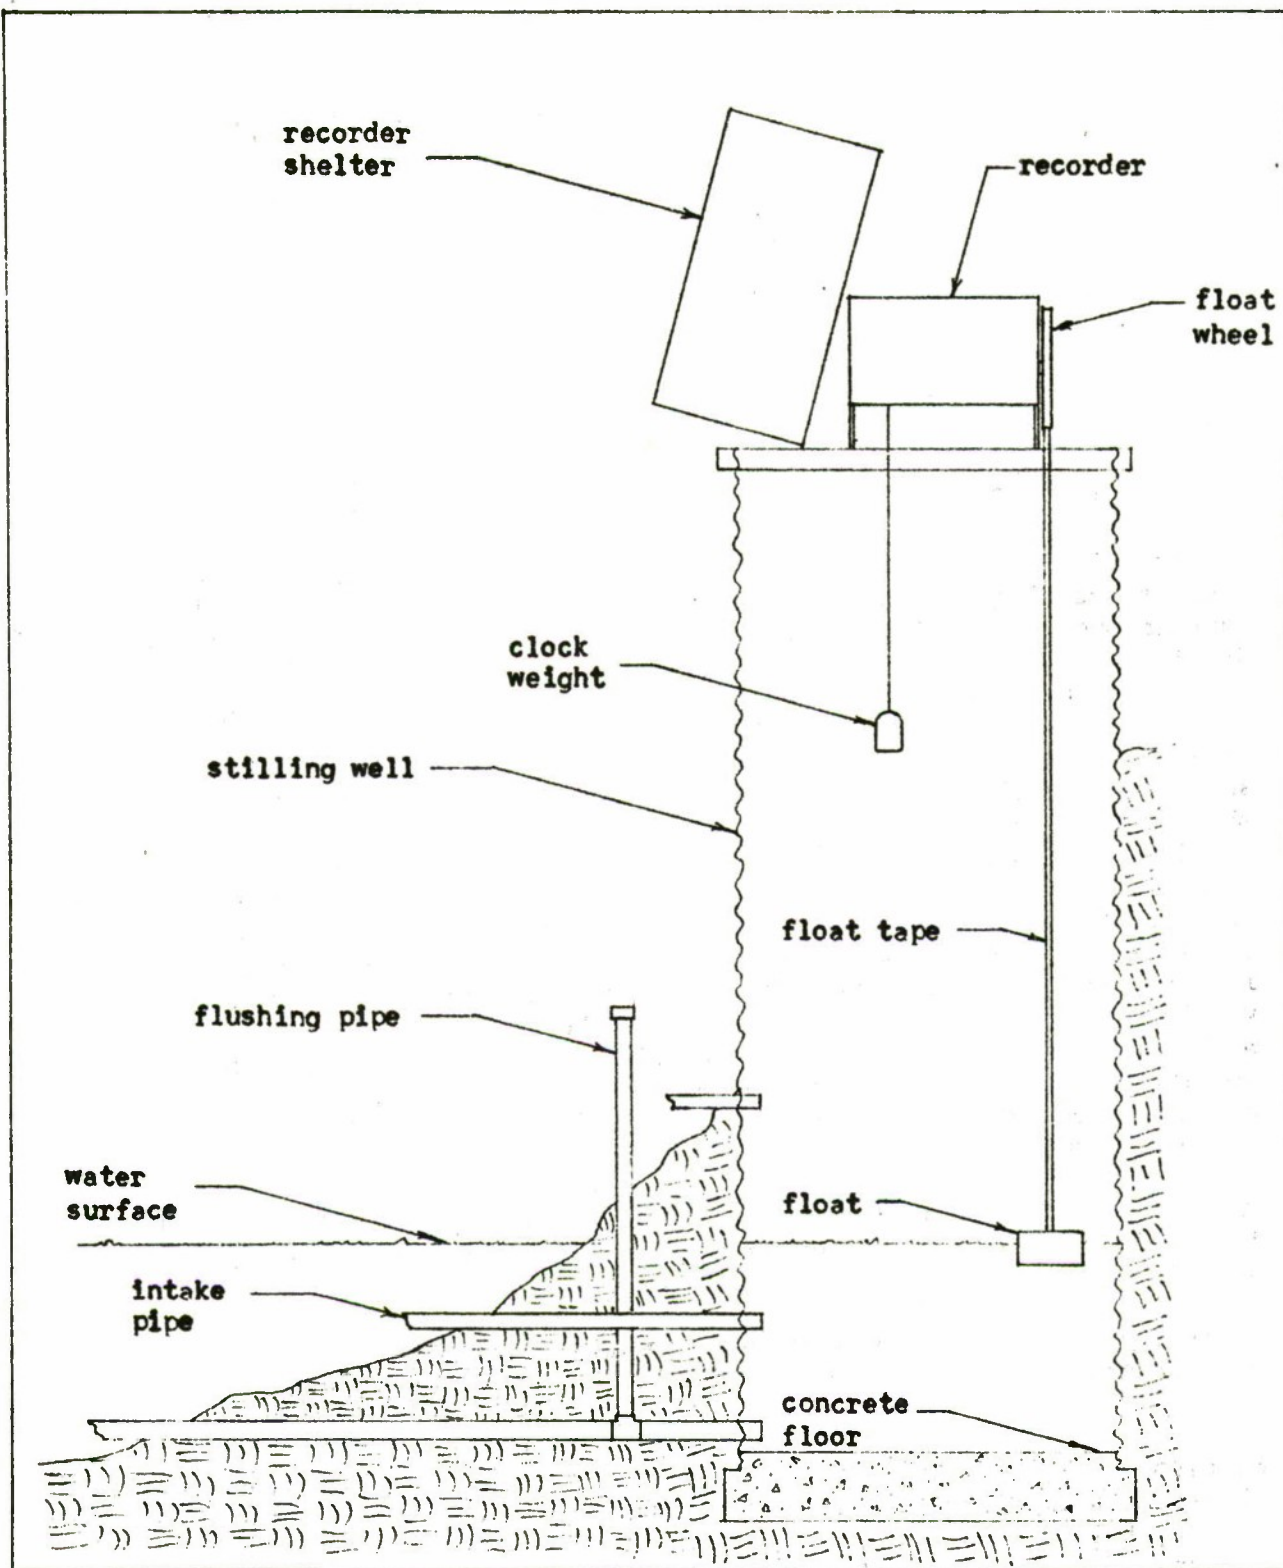 recorder
shelter
recorder
float
wheel
clock
weight
stilling well
float tape
flushing pipe
water
surface
float
intake
pipe
concrete
floor